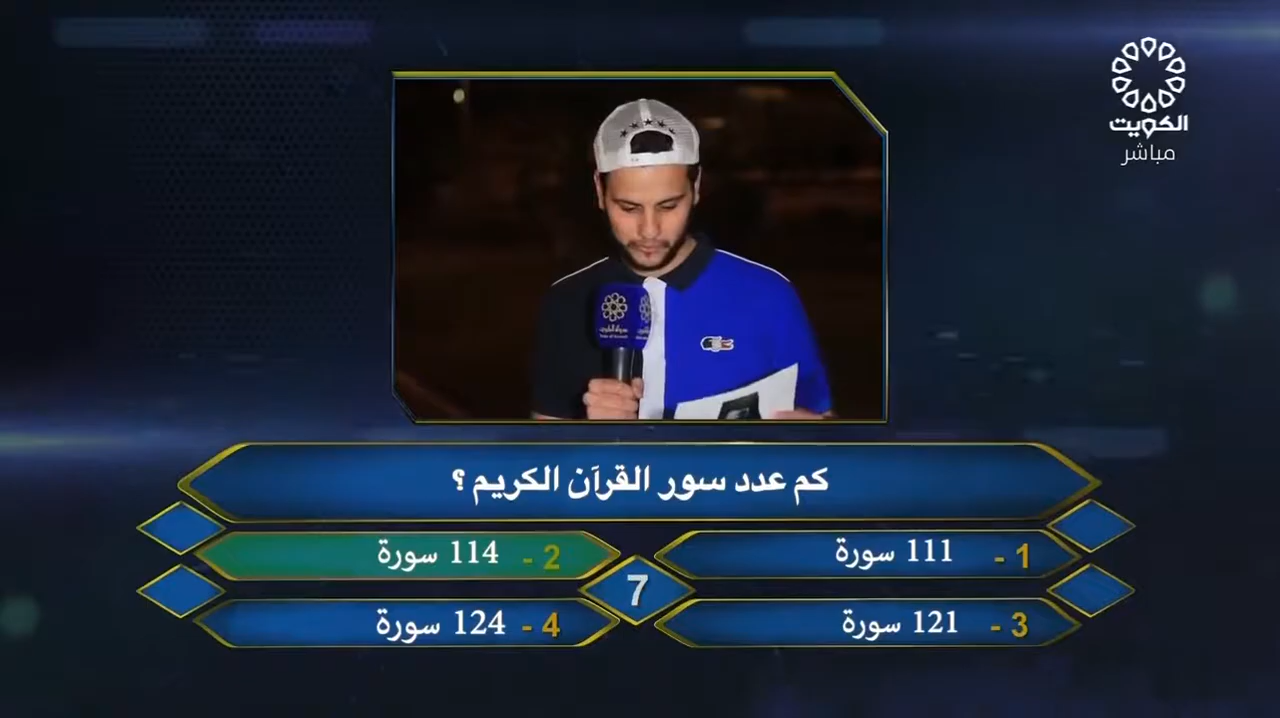 الكويت
مباشر
كم عدد سور القرآن الكريم ؟
1 - 111 سورة
2 - 114 سورة
7
3 - 121 سورة
4 - 124 سورة